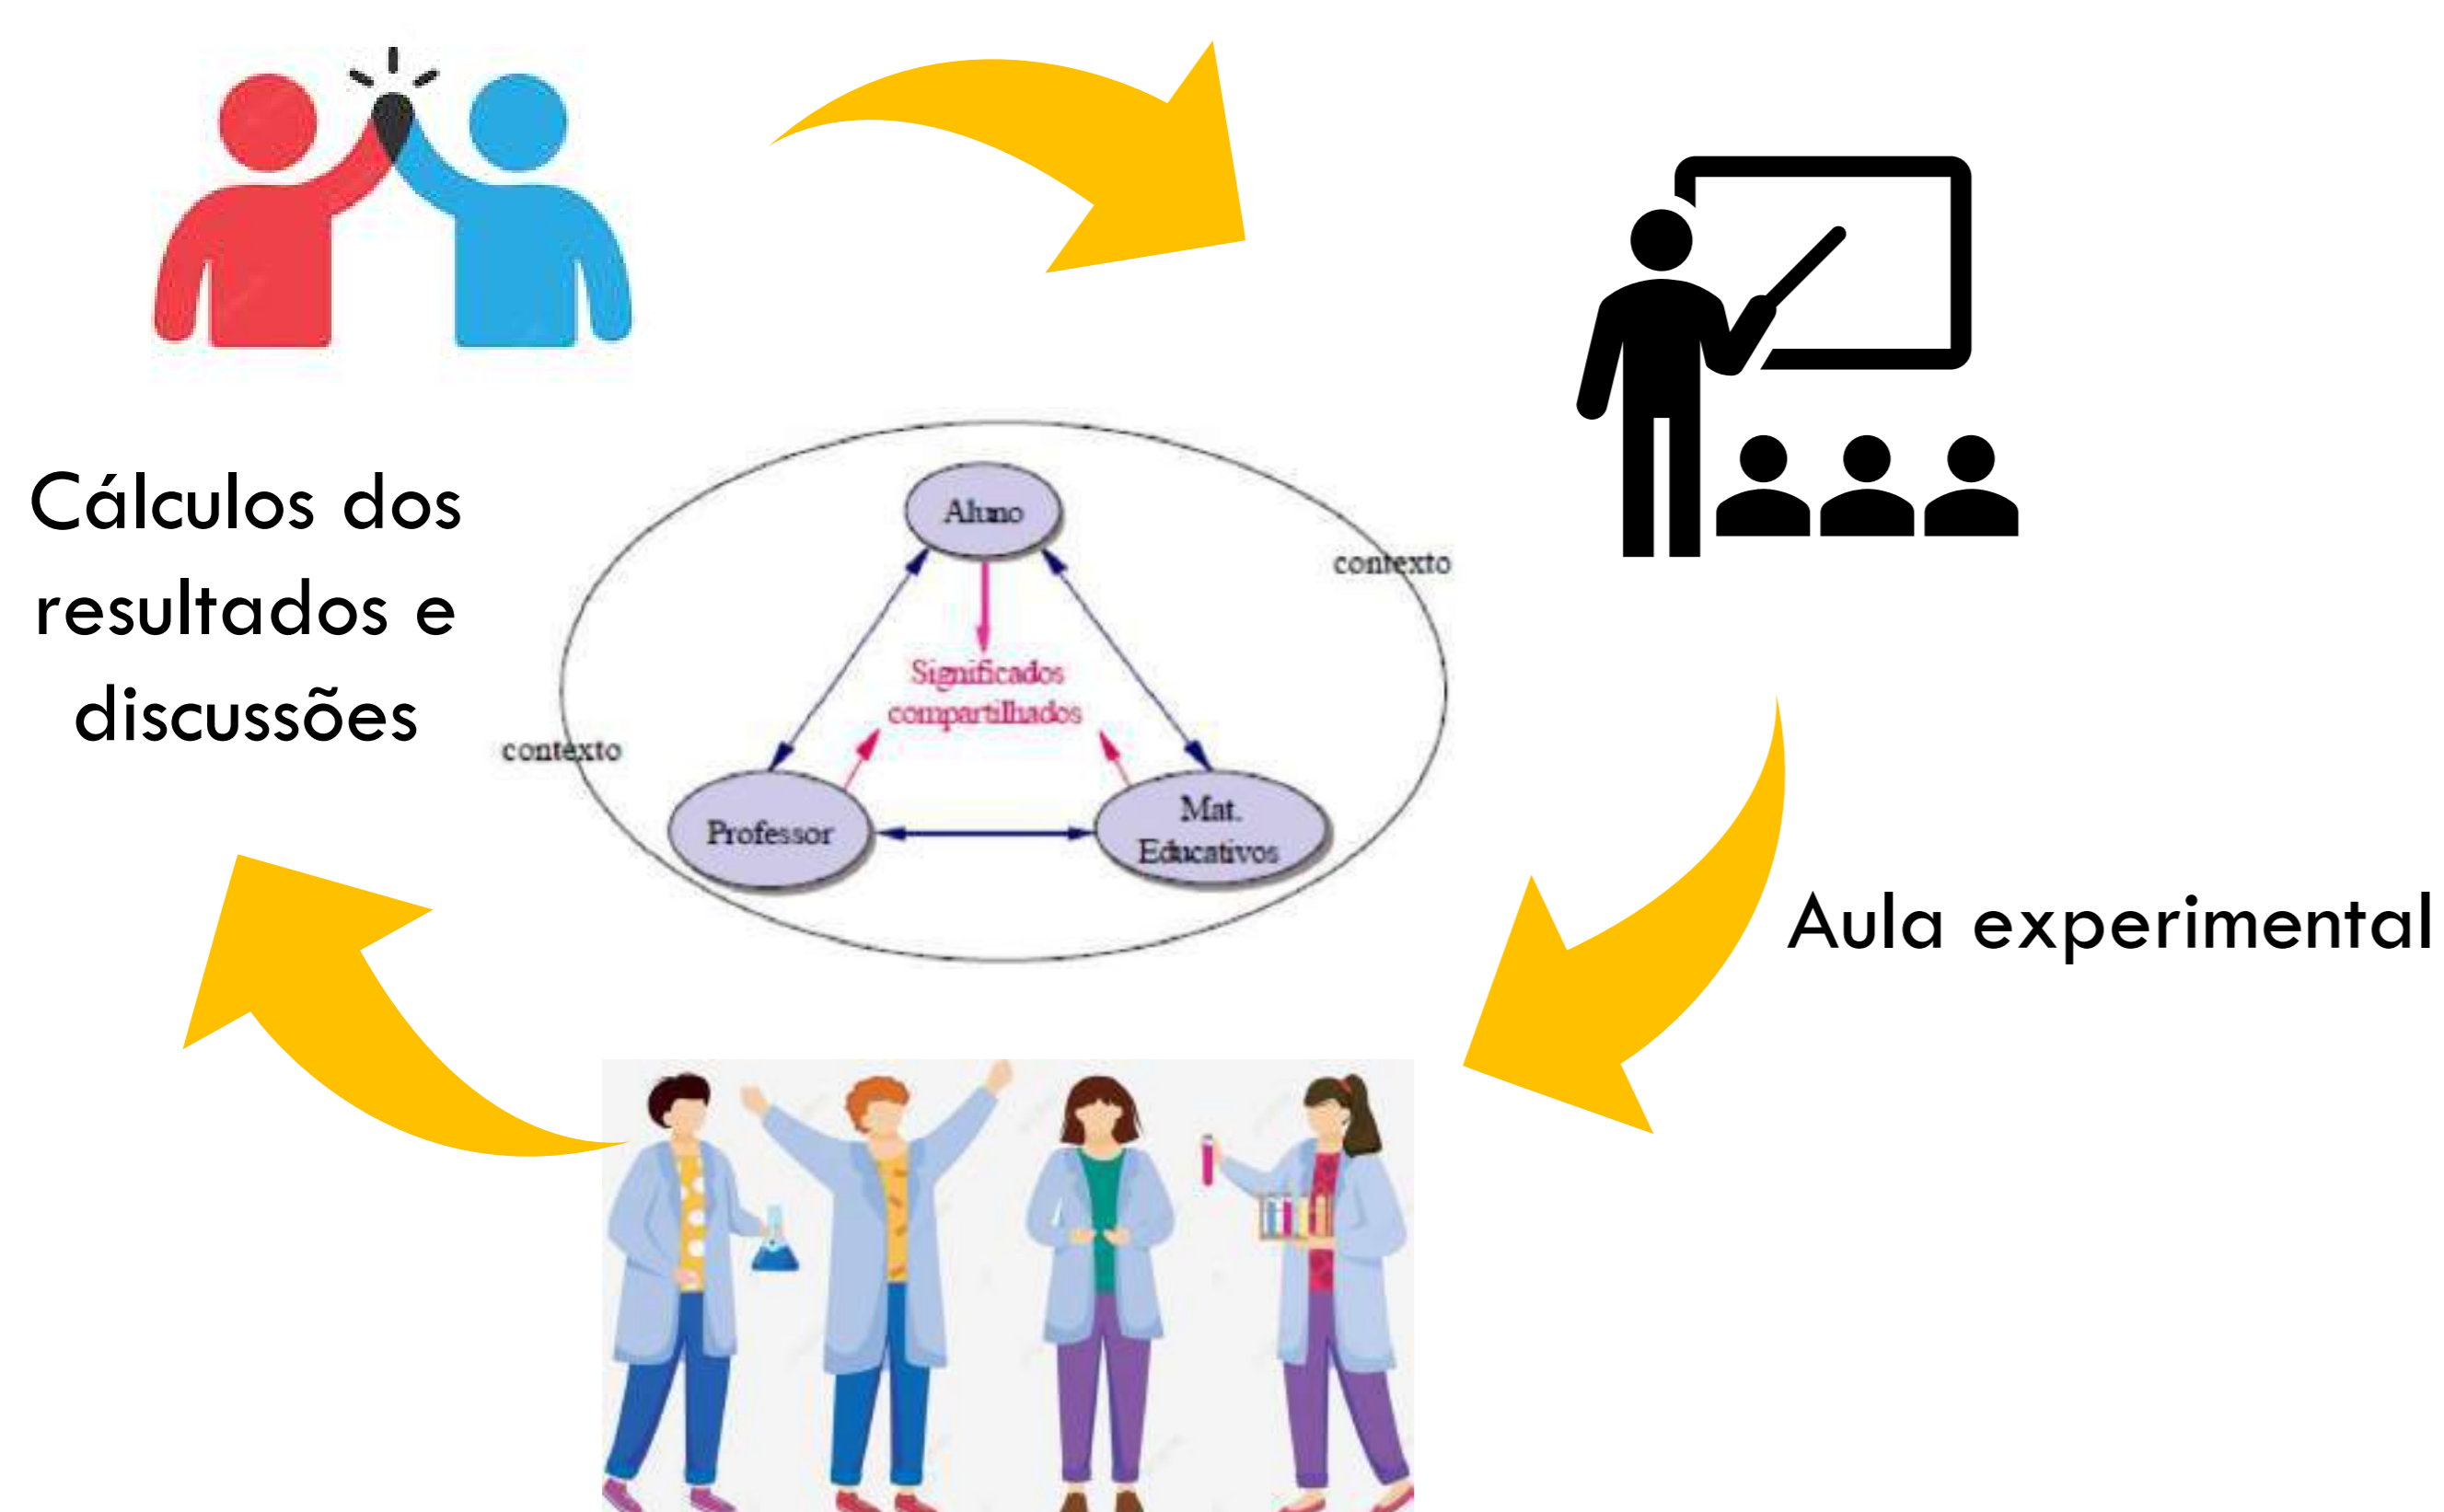 Cálculos dos
resultados e
discussões
Aluno
contexto
Significados
compartilhados
contexto
Professor
Mat.
Educativos
Aula experimental